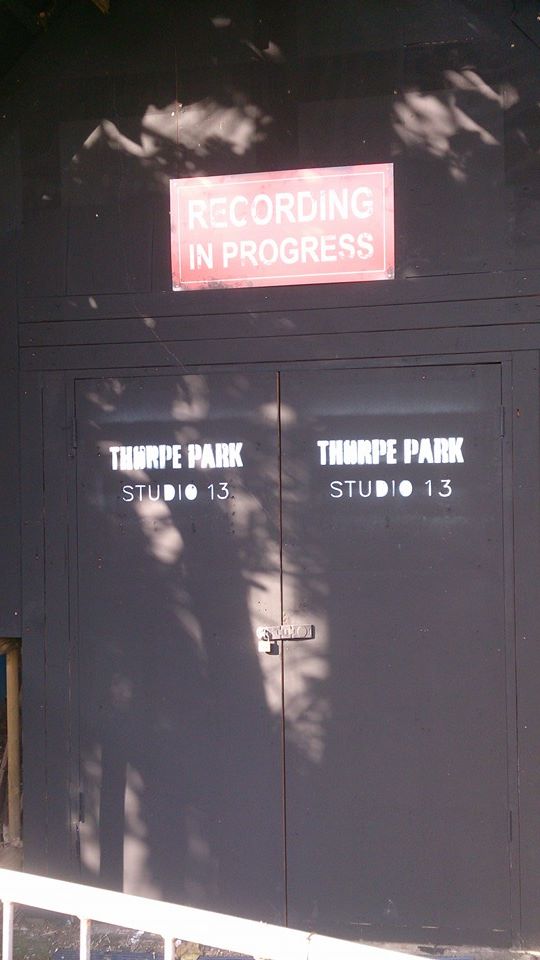 RECORDING
IN PROGRESS
THORPE PARK
STUDIO 13
THORPE PARK
STUDIO 13